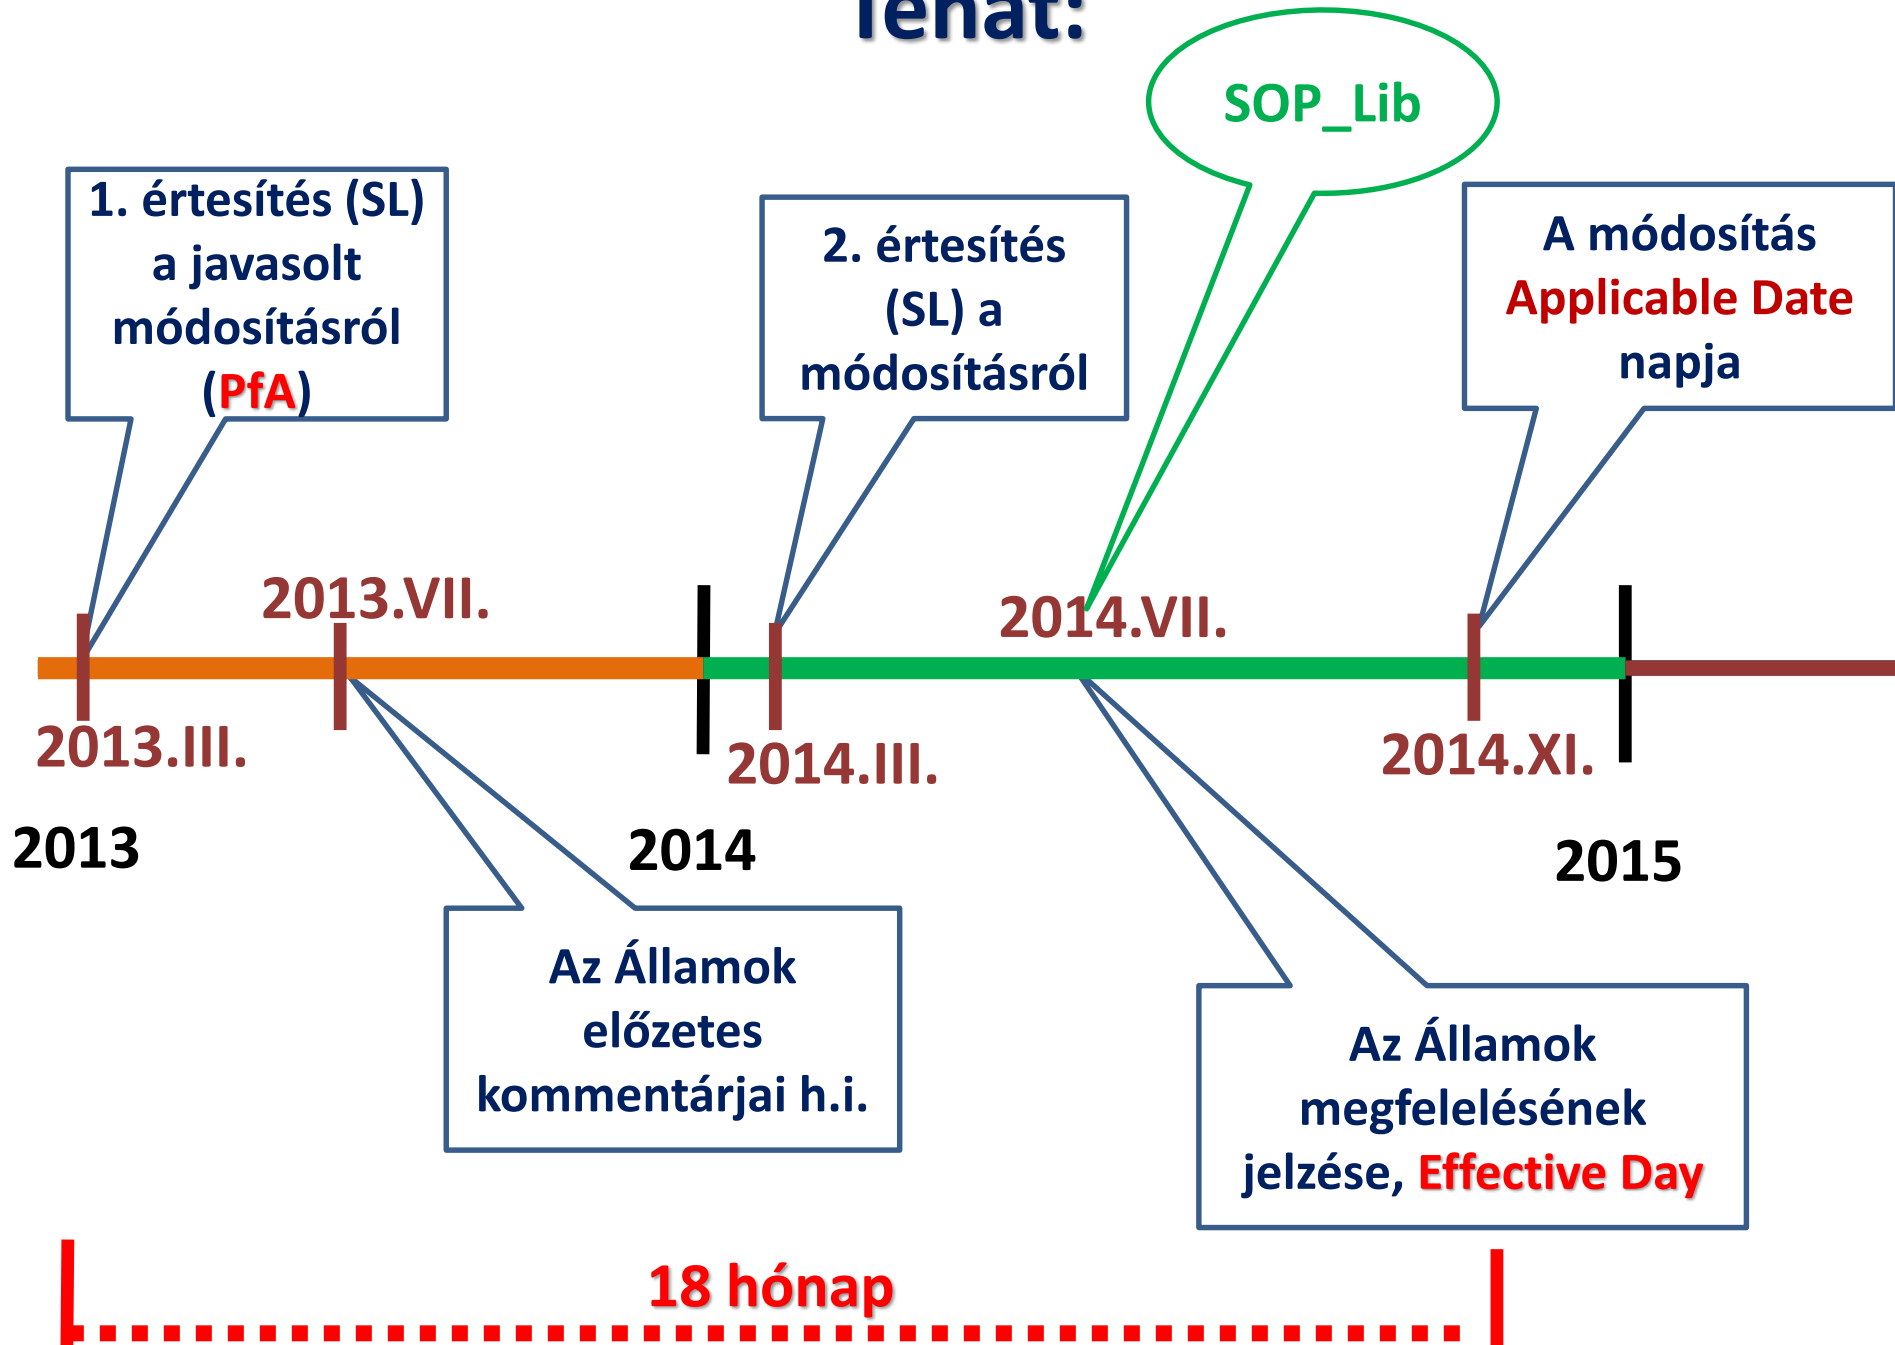 Tehát:
SOP_Lib
1. értesítés (SL)
a javasolt
módosításról
(PfA)
2. értesítés
(SL) a
módosításról
A módosítás
Applicable Date
napja
2013.VII.
2014.VII.
2013.III.
2014.III.
2014.XI.
2013
2014
2015
Az Államok
előzetes
kommentárjai h.i.
Az Államok
megfelelésének
jelzése, Effective Day
18 hónap